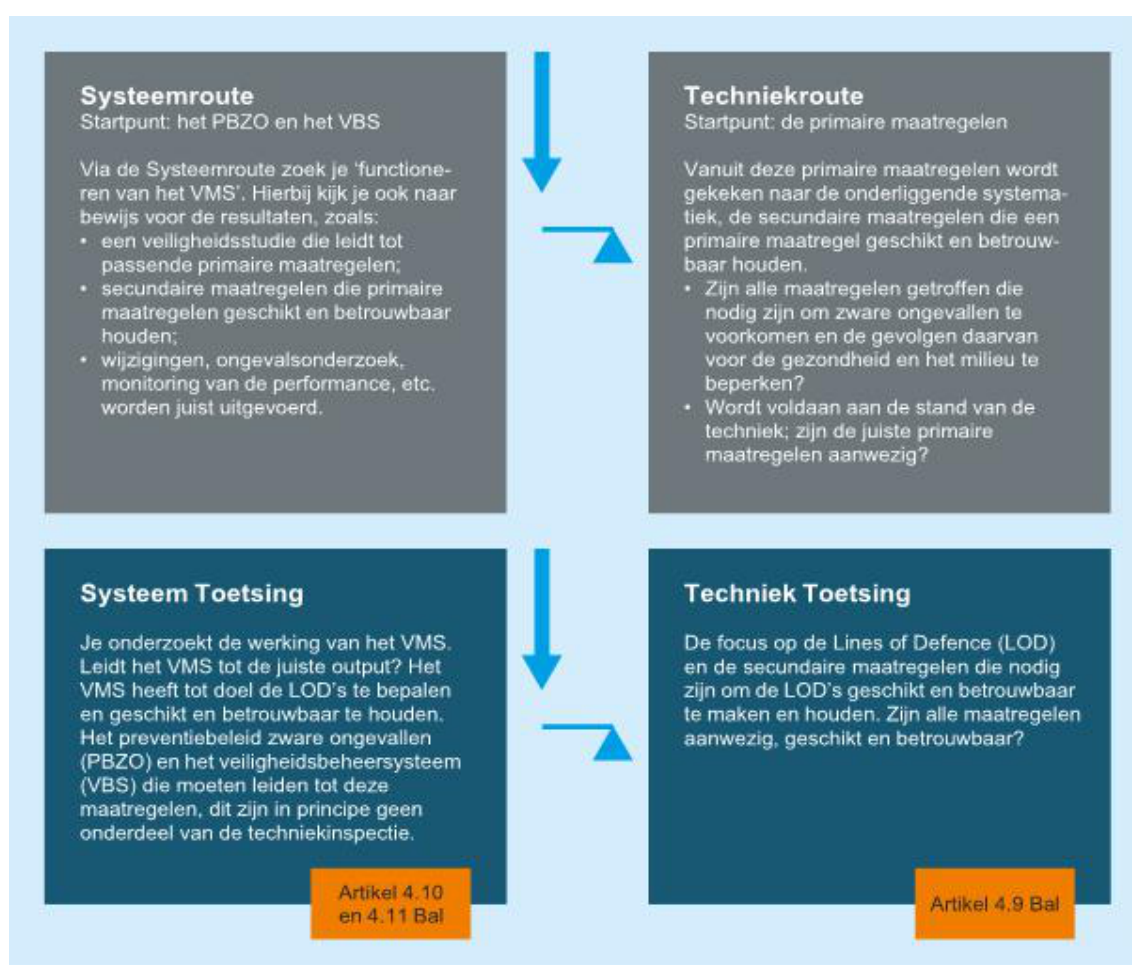 Systeemroute
Startpunt: het PBZO en het VBS
Via de Systeemroute zoek je ‘functione-
ren van het VMS’. Hierbij kijk je ook naar
bewijs voor de resultaten, zoals:
• een veiligheidsstudie die leidt tot
passende primaire maatregelen;
• secundaire maatregelen die primaire
maatregelen geschikt en betrouwbaar
houden;
• wijzigingen, ongevalsonderzoek,
monitoring van de performance, etc.
worden juist uitgevoerd.
Techniekroute
Startpunt: de primaire maatregelen
Vanuit deze primaire maatregelen wordt
gekeken naar de onderliggende systema-
tiek, de secundaire maatregelen die een
primaire maatregel geschikt en betrouw-
baar houden.
• Zijn alle maatregelen getroffen die
nodig zijn om zware ongevallen te
voorkomen en de gevolgen daarvan
voor de gezondheid en het milieu te
beperken?
• Wordt voldaan aan de stand van de
techniek; zijn de juiste primaire
maatregelen aanwezig?
Systeem Toetsing
Je onderzoekt de werking van het VMS.
Leidt het VMS tot de juiste output? Het
VMS heeft tot doel de LOD’s te bepalen
en geschikt en betrouwbaar te houden.
Het preventiebeleid zware ongevallen
(PBZO) en het veiligheidsbeheersysteem
(VBS) die moeten leiden tot deze
maatregelen, dit zijn in principe geen
onderdeel van de techniekinspectie.
Artikel 4.10
en 4.11 Bal
Techniek Toetsing
De focus op de Lines of Defence (LOD)
en de secundaire maatregelen die nodig
zijn om de LOD’s geschikt en betrouwbaar
te maken en houden. Zijn alle maatregelen
aanwezig, geschikt en betrouwbaar?
Artikel 4.9 Bal